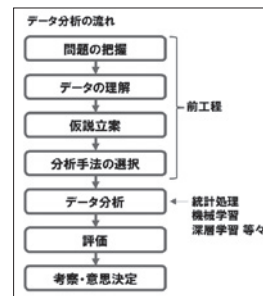 データ分析の流れ
問題の把握
データの理解
仮説立案
分析手法の選択
前工程
データ分析
統計処理
機械学習
深層学習 等々
評価
考察・意思決定